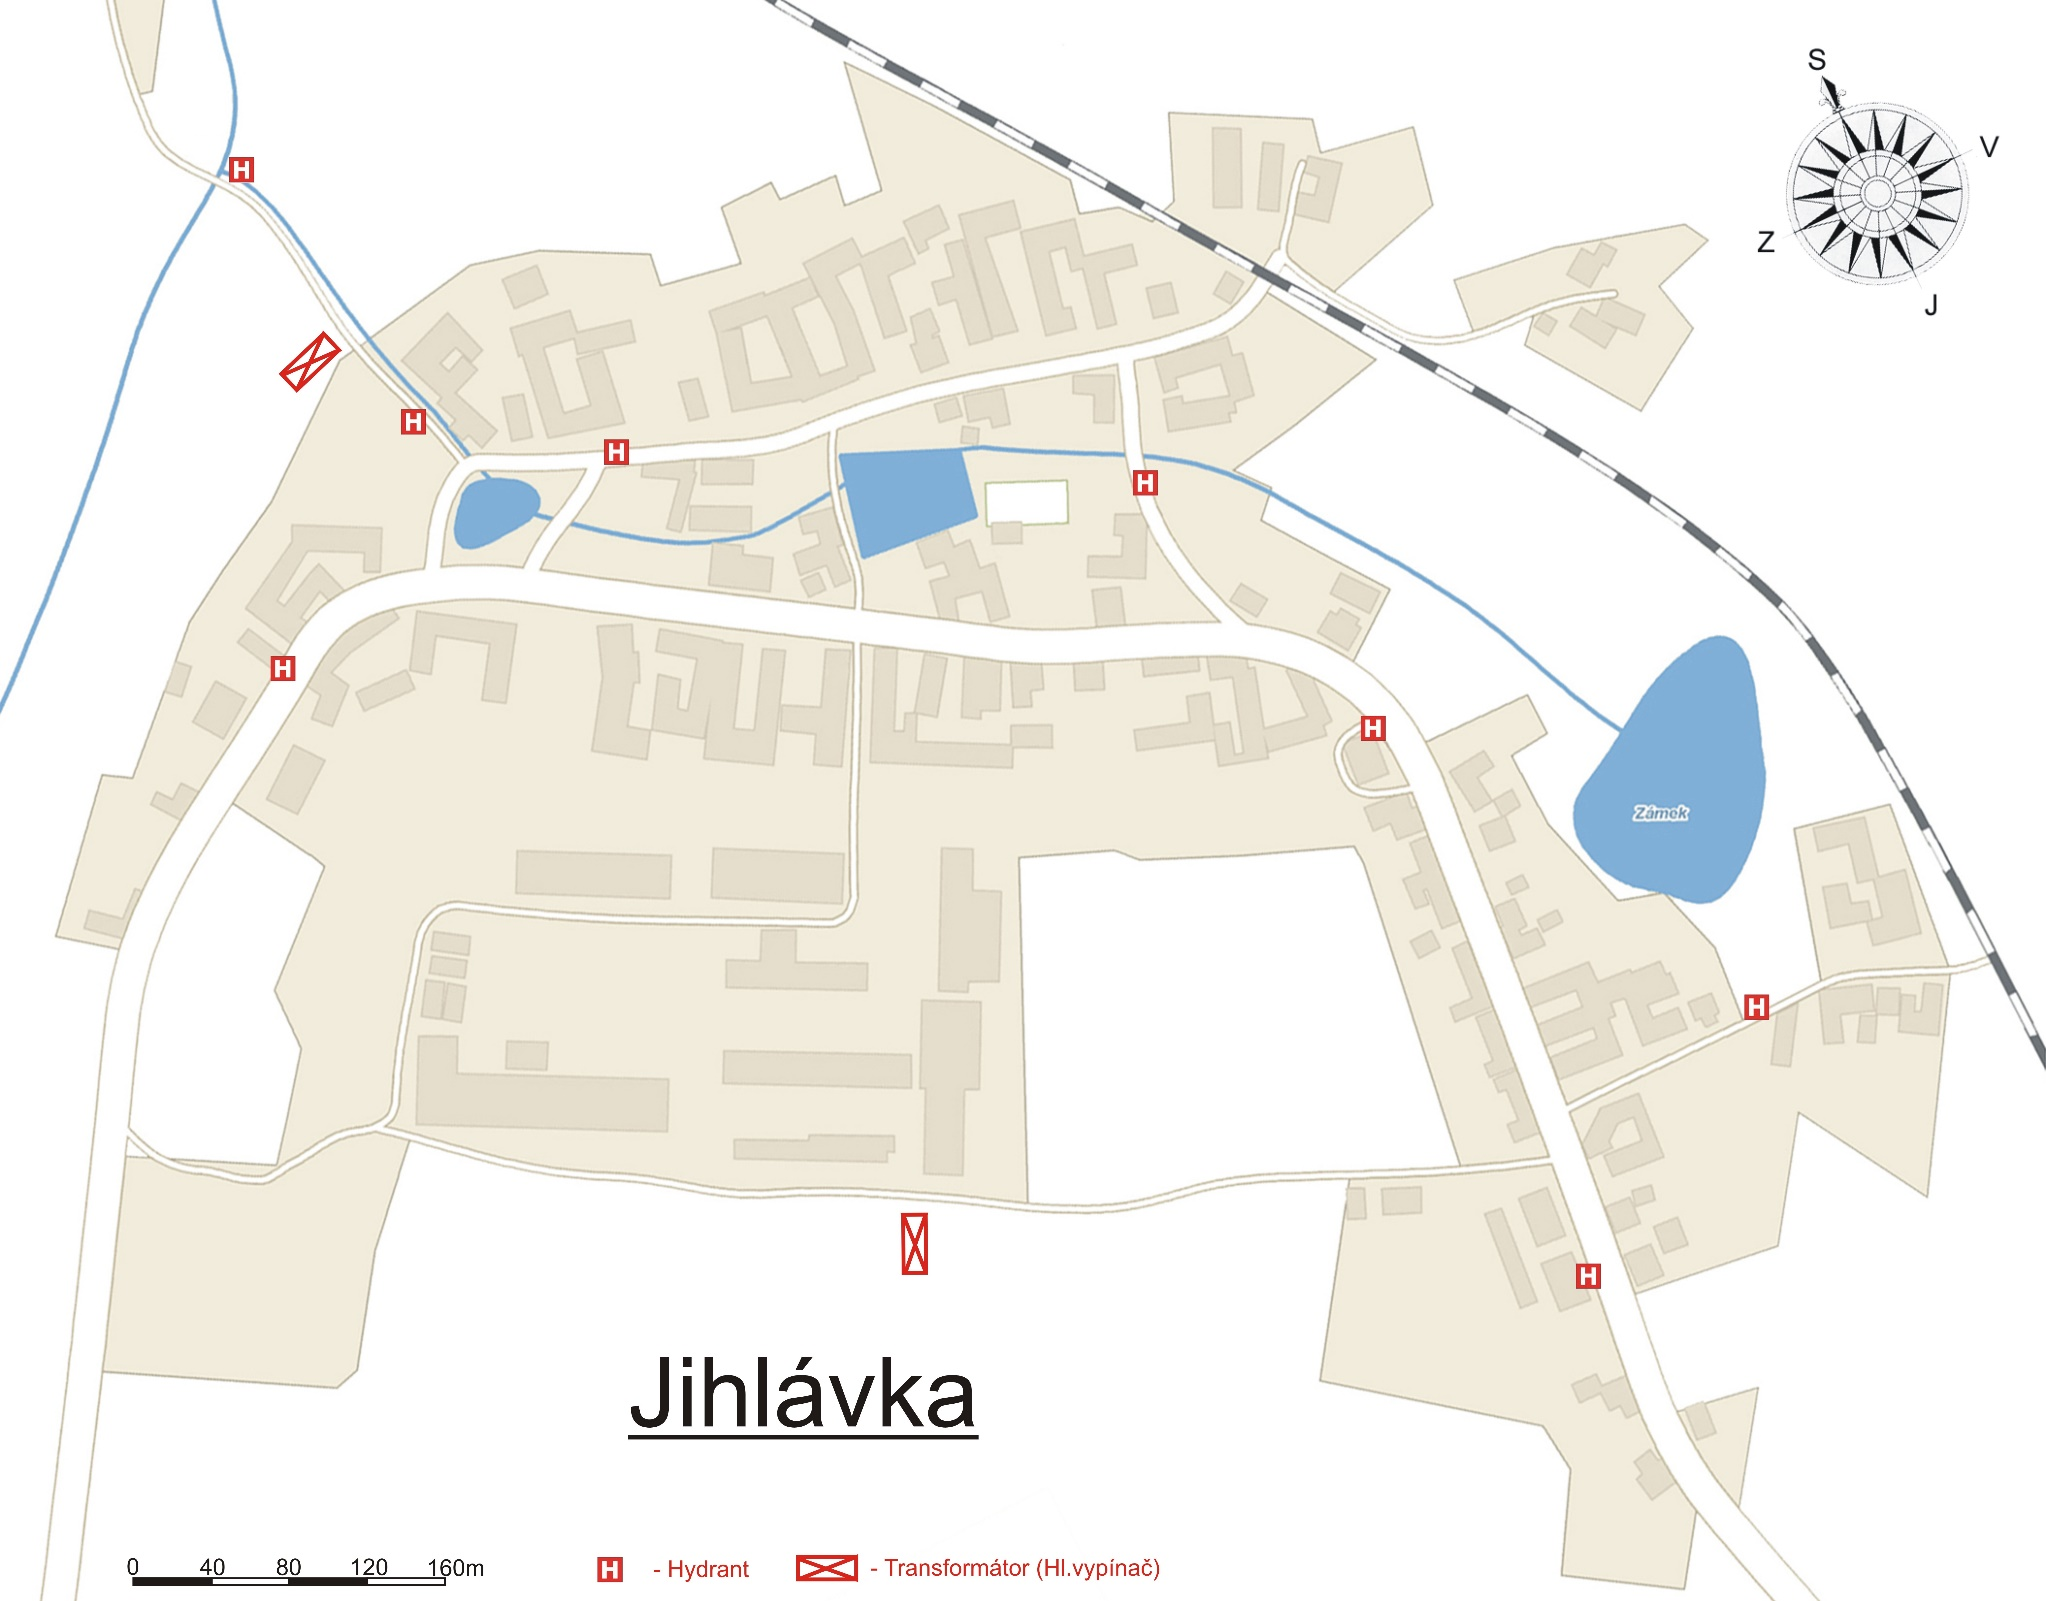 S
V
Z
J
H
H
H
H
H
H
H
H
H
Zámek
Jihlávka
0 40 80 120 160m
H - Hydrant
- Transformátor (Hl.vypínač)